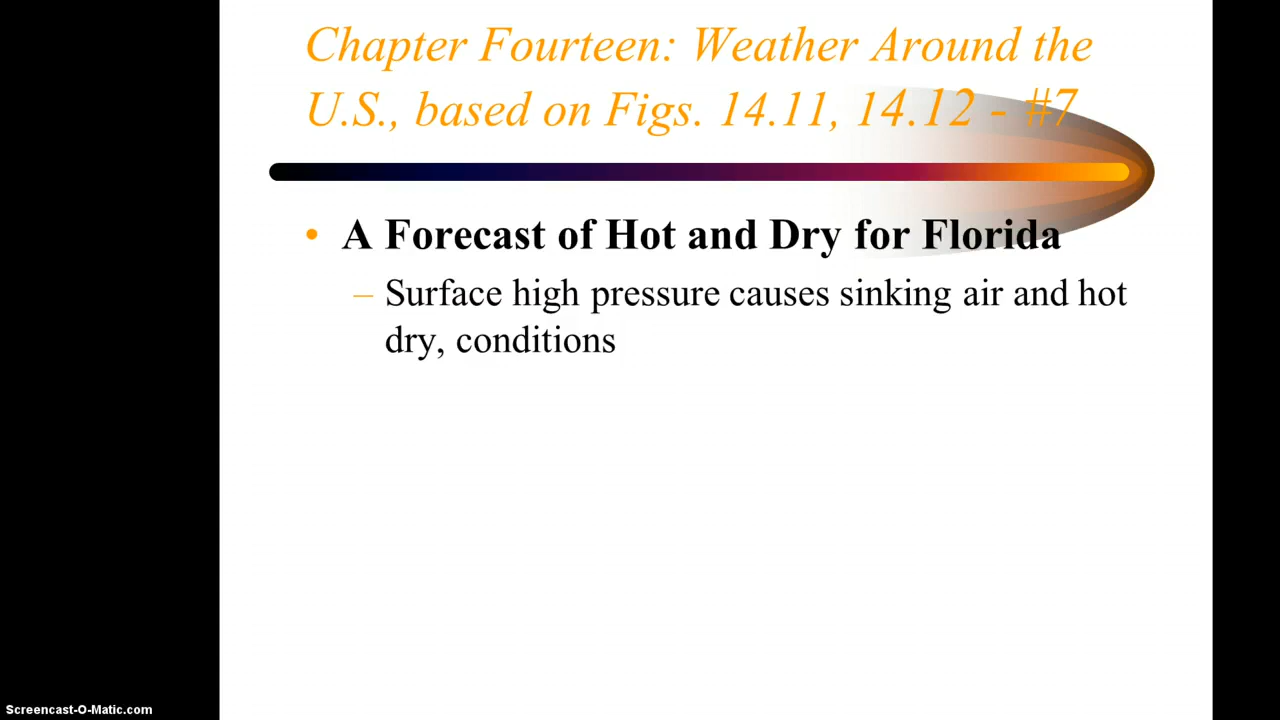 Chapter Fourteen: Weather Around the
U.S., based on Figs. 14.11, 14.12 - #7
• A Forecast of Hot and Dry for Florida
– Surface high pressure causes sinking air and hot
dry, conditions
Screencast-O-Matic.com